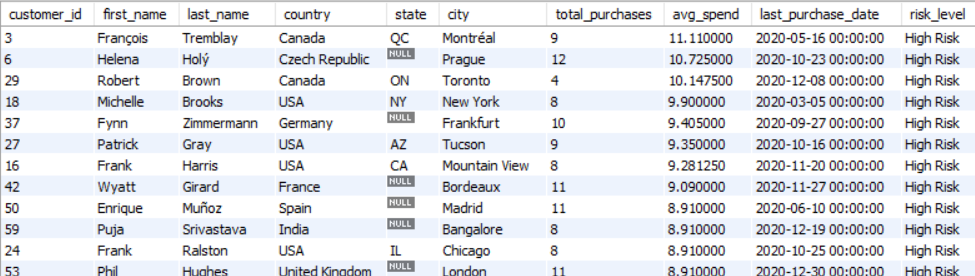 customer_id first_name last_name country state city total_purchases avg_spend last_purchase_date risk_level
3 François Tremblay Canada QC Montréal 9 11.110000 2020-05-16 00:00:00 High Risk
6 Helena Holý Czech Republic NULL Prague 12 10.725000 2020-10-23 00:00:00 High Risk
29 Robert Brown Canada ON Toronto 4 10.147500 2020-12-08 00:00:00 High Risk
18 Michelle Brooks USA NY New York 8 9.900000 2020-03-05 00:00:00 High Risk
37 Fynn Zimmermann Germany NULL Frankfurt 10 9.405000 2020-09-27 00:00:00 High Risk
27 Patrick Gray USA AZ Tucson 9 9.350000 2020-10-16 00:00:00 High Risk
16 Frank Harris USA CA Mountain View 8 9.281250 2020-11-20 00:00:00 High Risk
42 Wyatt Girard France NULL Bordeaux 11 9.090000 2020-11-27 00:00:00 High Risk
50 Enrique Muñoz Spain NULL Madrid 11 8.910000 2020-06-10 00:00:00 High Risk
59 Puja Srivastava India NULL Bangalore 8 8.910000 2020-12-19 00:00:00 High Risk
24 Frank Ralston USA IL Chicago 8 8.910000 2020-10-25 00:00:00 High Risk
53 Phil Hughes United Kingdom NULL London 11 8.910000 2020-12-30 00:00:00 High Risk